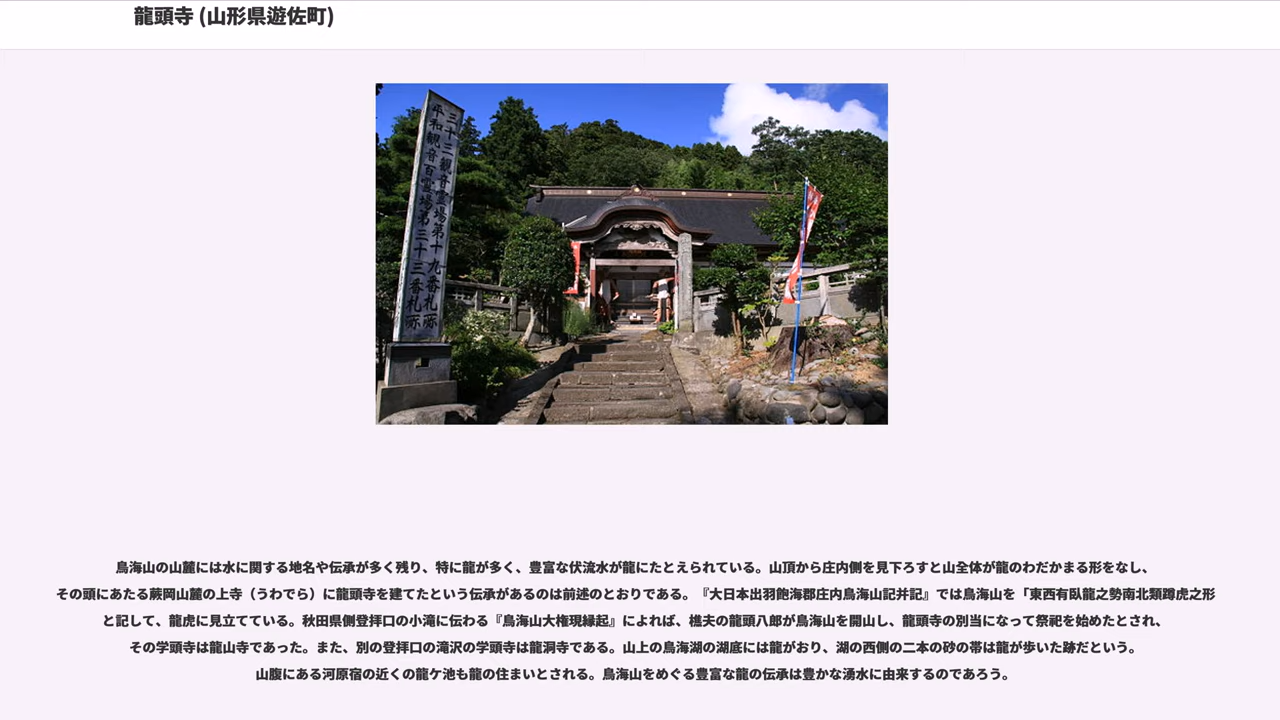 龍頭寺 (山形県遊佐町)
三十三観音霊場第十九番札所
平和観音百霊場第三十三番札所
鳥海山の山麓には水に関する地名や伝承が多く残り、特に龍が多く、豊富な伏流水が龍にたとえられている。山頂から庄内側を見下ろすと山全体が龍のわだかまる形をなし、
その頭にあたる蕨岡山麓の上寺（うわでら）に龍頭寺を建てたという伝承があるのは前述のとおりである。『大日本出羽飽海郡庄内鳥海山記并記』では鳥海山を「東西有臥龍之勢南北類蹲虎之形
と記して、龍虎に見立てている。秋田県側登拝口の小滝に伝わる『鳥海山大権現縁起』によれば、樵夫の龍頭八郎が鳥海山を開山し、龍頭寺の別当になって祭祀を始めたとされ、
その学頭寺は龍山寺であった。また、別の登拝口の滝沢の学頭寺は龍洞寺である。山上の鳥海湖の湖底には龍がおり、湖の西側の二本の砂の帯は龍が歩いた跡だという。
山腹にある河原宿の近くの龍ケ池も龍の住まいとされる。鳥海山をめぐる豊富な龍の伝承は豊かな湧水に由来するのであろう。